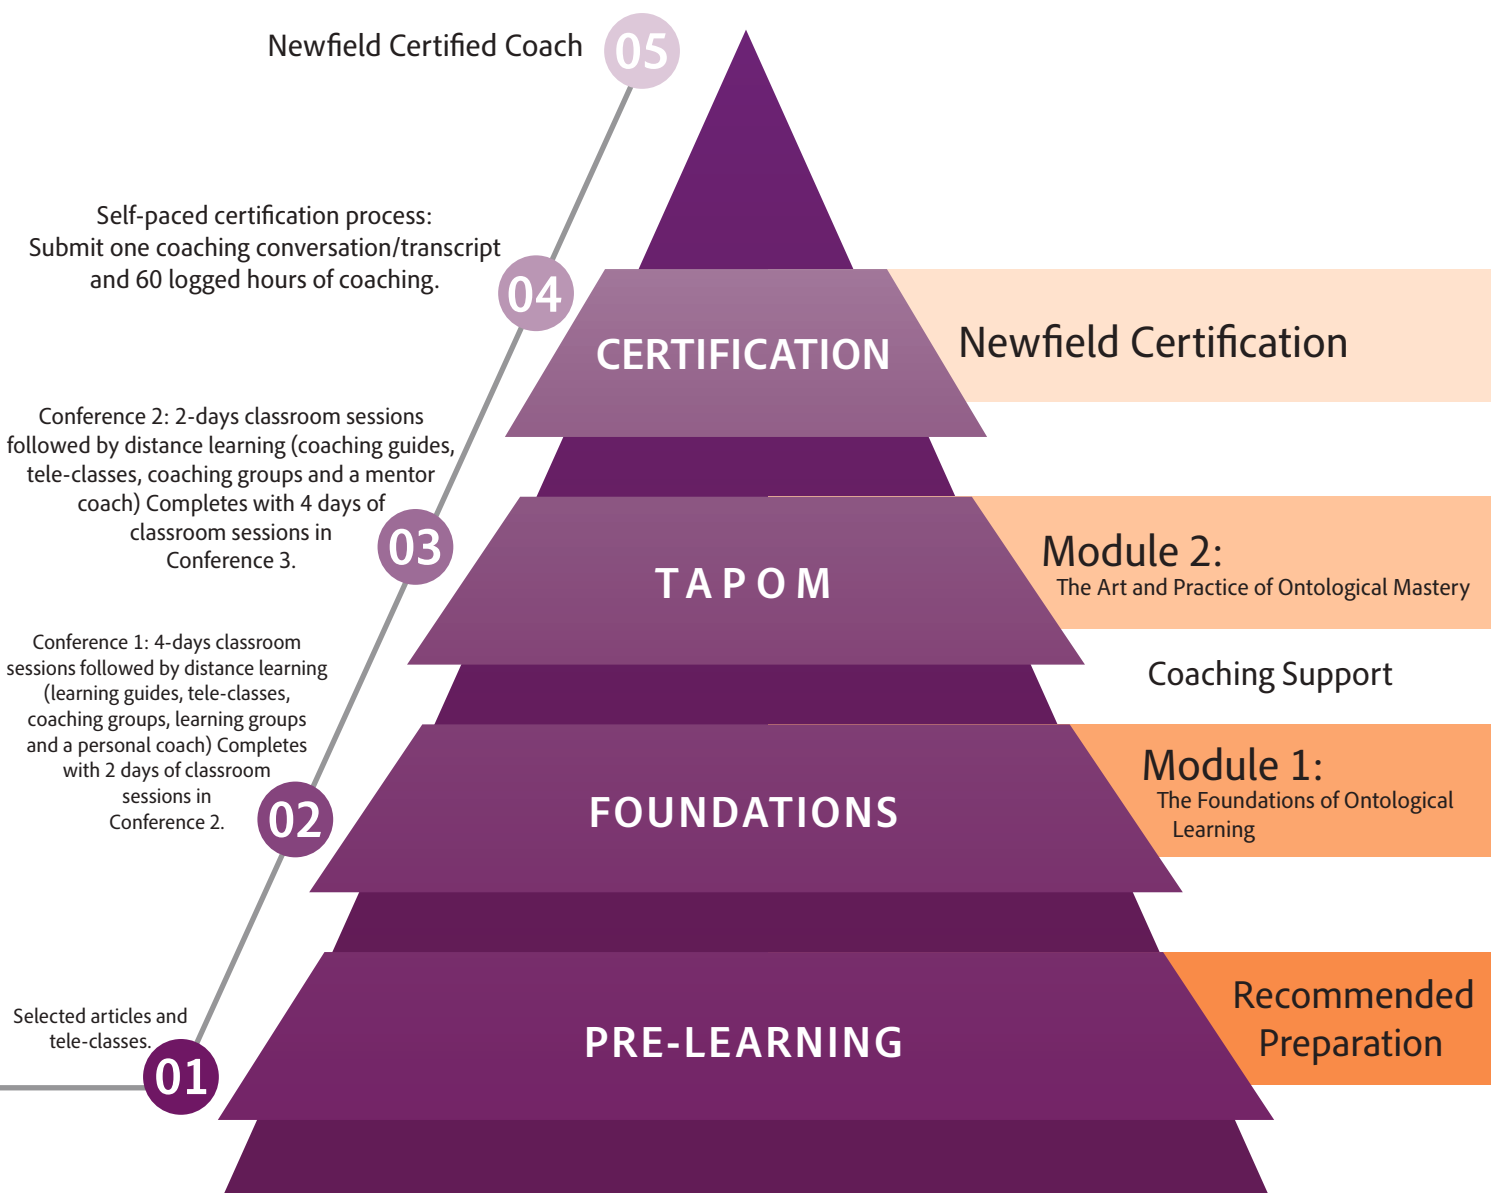 Newfield Certified Coach
05
Self-paced certification process:
Submit one coaching conversation/transcript
and 60 logged hours of coaching.
04
CERTIFICATION
Newfield Certification
Conference 2: 2-days classroom sessions
followed by distance learning (coaching guides,
tele-classes, coaching groups and a mentor
coach) Completes with 4 days of
classroom sessions in
Conference 3.
03
TAPOM
Module 2:
The Art and Practice of Ontological Mastery
Coaching Support
Conference 1: 4-days classroom
sessions followed by distance learning
(learning guides, tele-classes,
coaching groups, learning groups
and a personal coach) Completes
with 2 days of classroom
sessions in
Conference 2.
02
FOUNDATIONS
Module 1:
The Foundations of Ontological
Learning
Selected articles and
tele-classes.
01
PRE-LEARNING
Recommended
Preparation